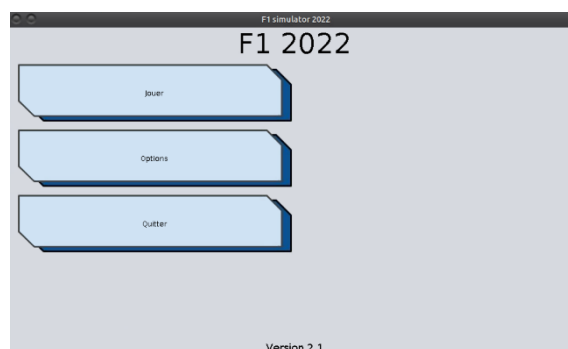 F1 simulator 2022
F1 2022
Jouer
Options
Quitter
Version 2.1